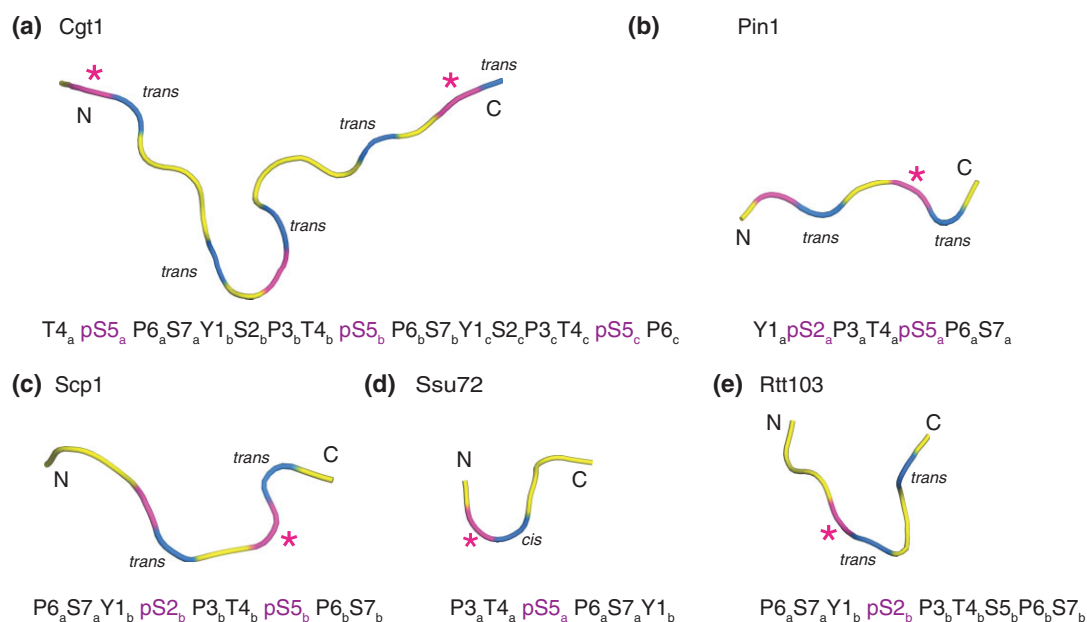 (a) Cgt1
(b) Pin1
* trans * trans
N trans C
* C
trans
N trans trans
trans
T4a pS5a P6aS7aY1bS2bP3bT4b pS5b P6bS7bY1cS2cP3cT4c pS5c P6c
Y1apS2aP3aT4apS5aP6aS7a
(c) Scp1
(d) Ssu72
(e) Rtt103
N trans C
*
trans
P6aS7aY1b pS2b P3bT4b pS5b P6bS7b
N C
* cis
P3aT4a pS5a P6aS7aY1b
N C
trans
*
trans
P6aS7aY1b pS2b P3bT4bS5bP6bS7b